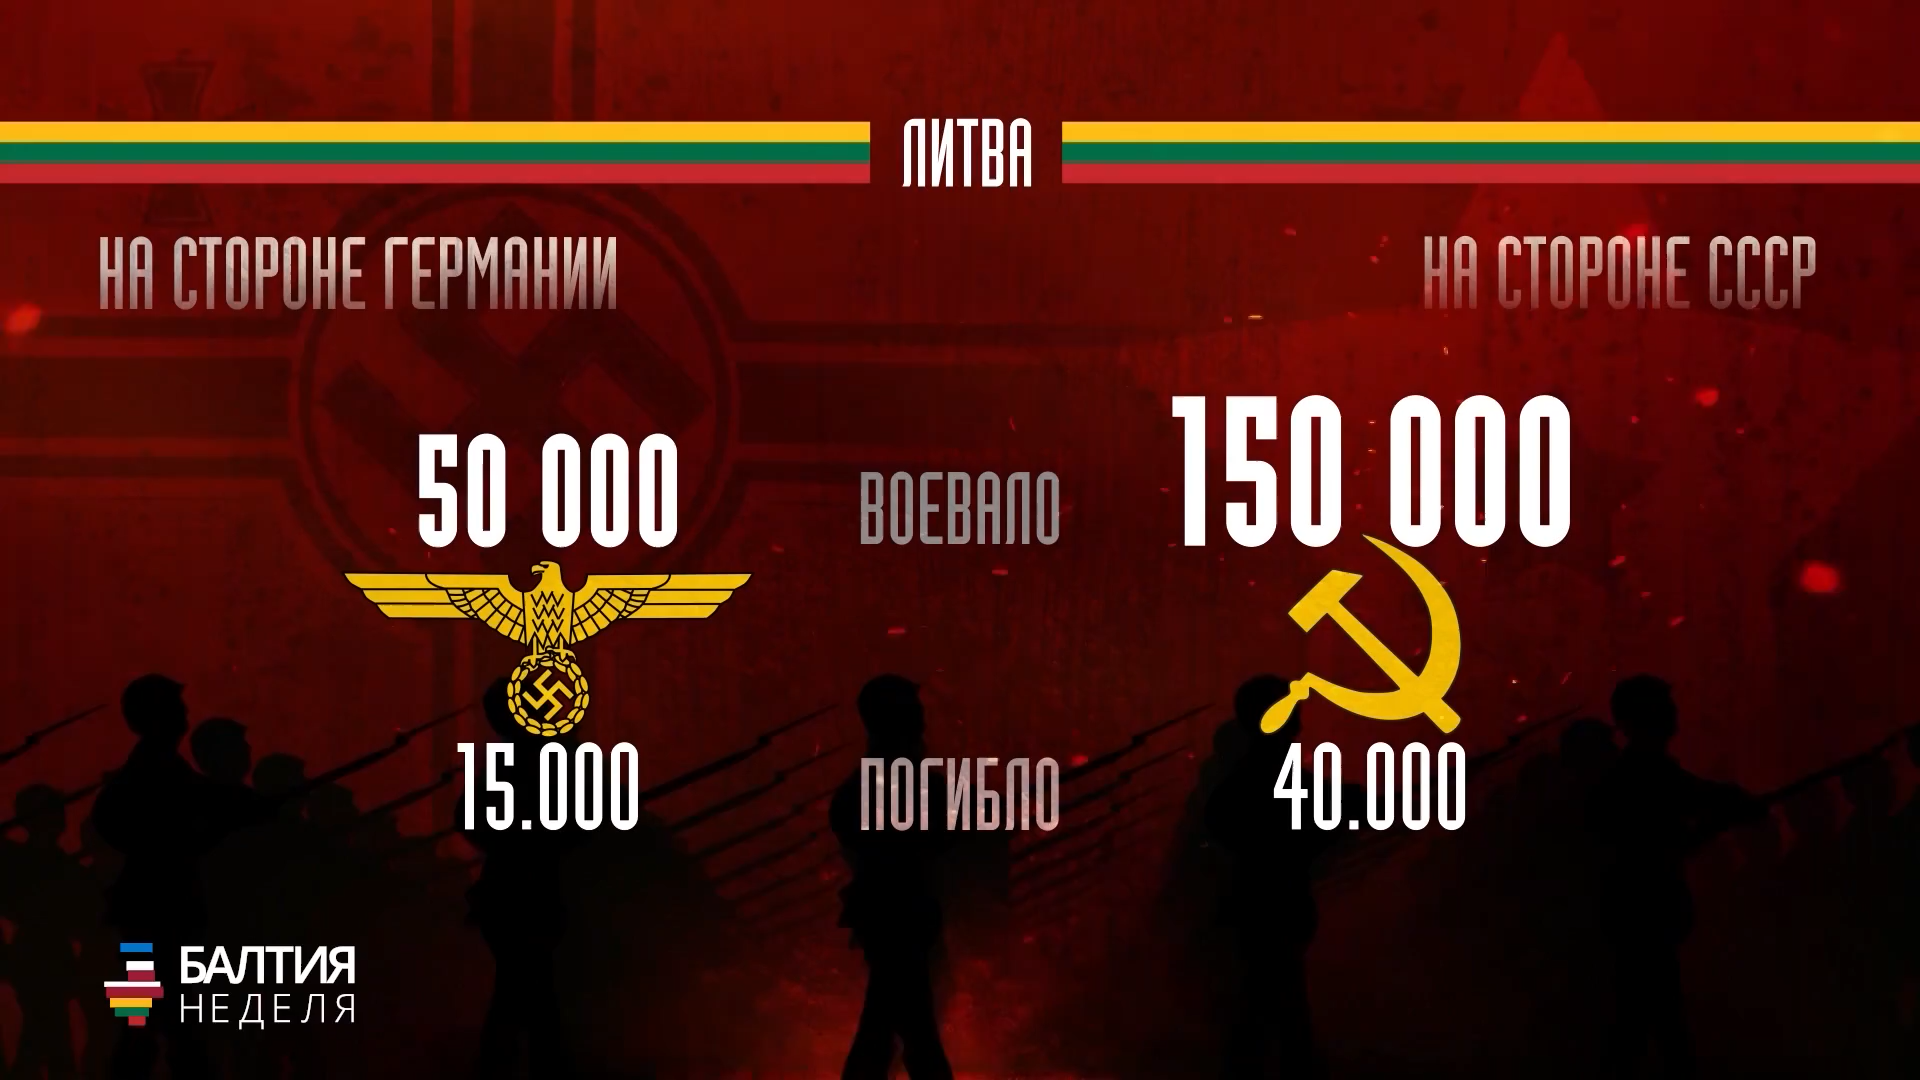 ЛИТВА
НА СТОРОНЕ ГЕРМАНИИ
НА СТОРОНЕ СССР
50 000
ВОЕВАЛО
150 000
15.000
ПОГИБЛО
40.000
БАЛТИЯ
НЕДЕЛЯ